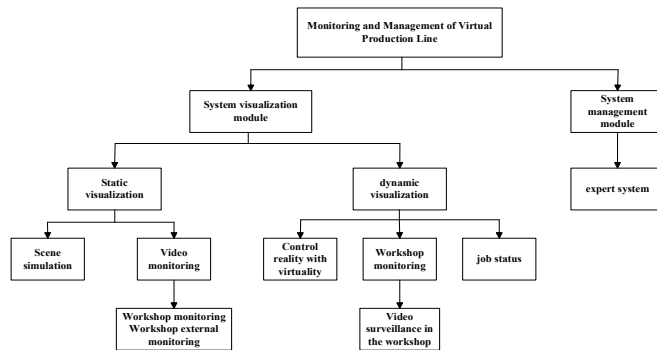 Monitoring and Management of Virtual
Production Line
System visualization
module
System
management
module
Static
visualization
dynamic
visualization
expert system
Scene
simulation
Video
monitoring
Control
reality with
virtuality
Workshop
monitoring
job status
Workshop monitoring
Workshop external
monitoring
Video
surveillance in
the workshop